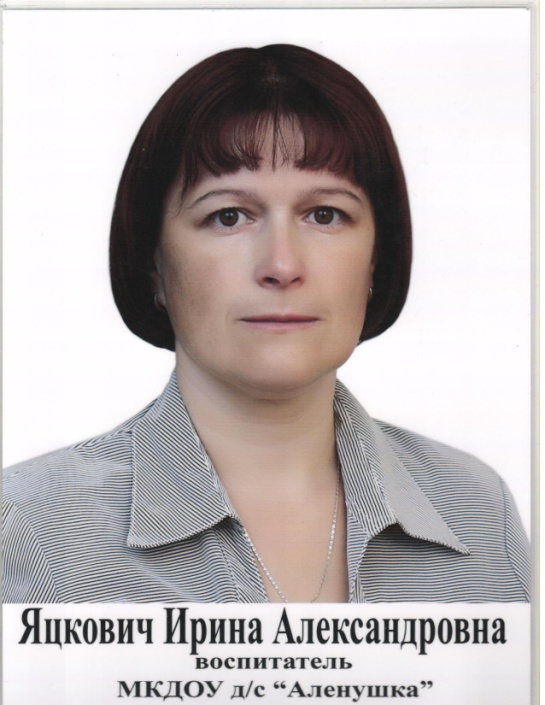 Яцкович Ирина Александровна
воспитатель
МКДОУ д/с “Аленушка”